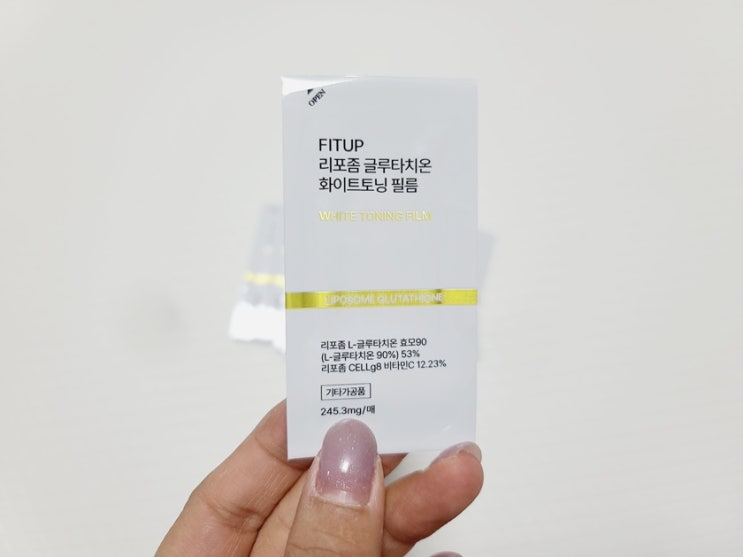 OPEN
FITUP
리포좀 글루타치온
화이트토닝 필름
WHITE TONING FILM
LIPOSOME GLUTATHIONE
리포좀 L-글루타치온 효모90
(L-글루타치온 90%) 53%
리포좀 CELLg8 비타민C 12.23%
기타가공품
245.3mg/매